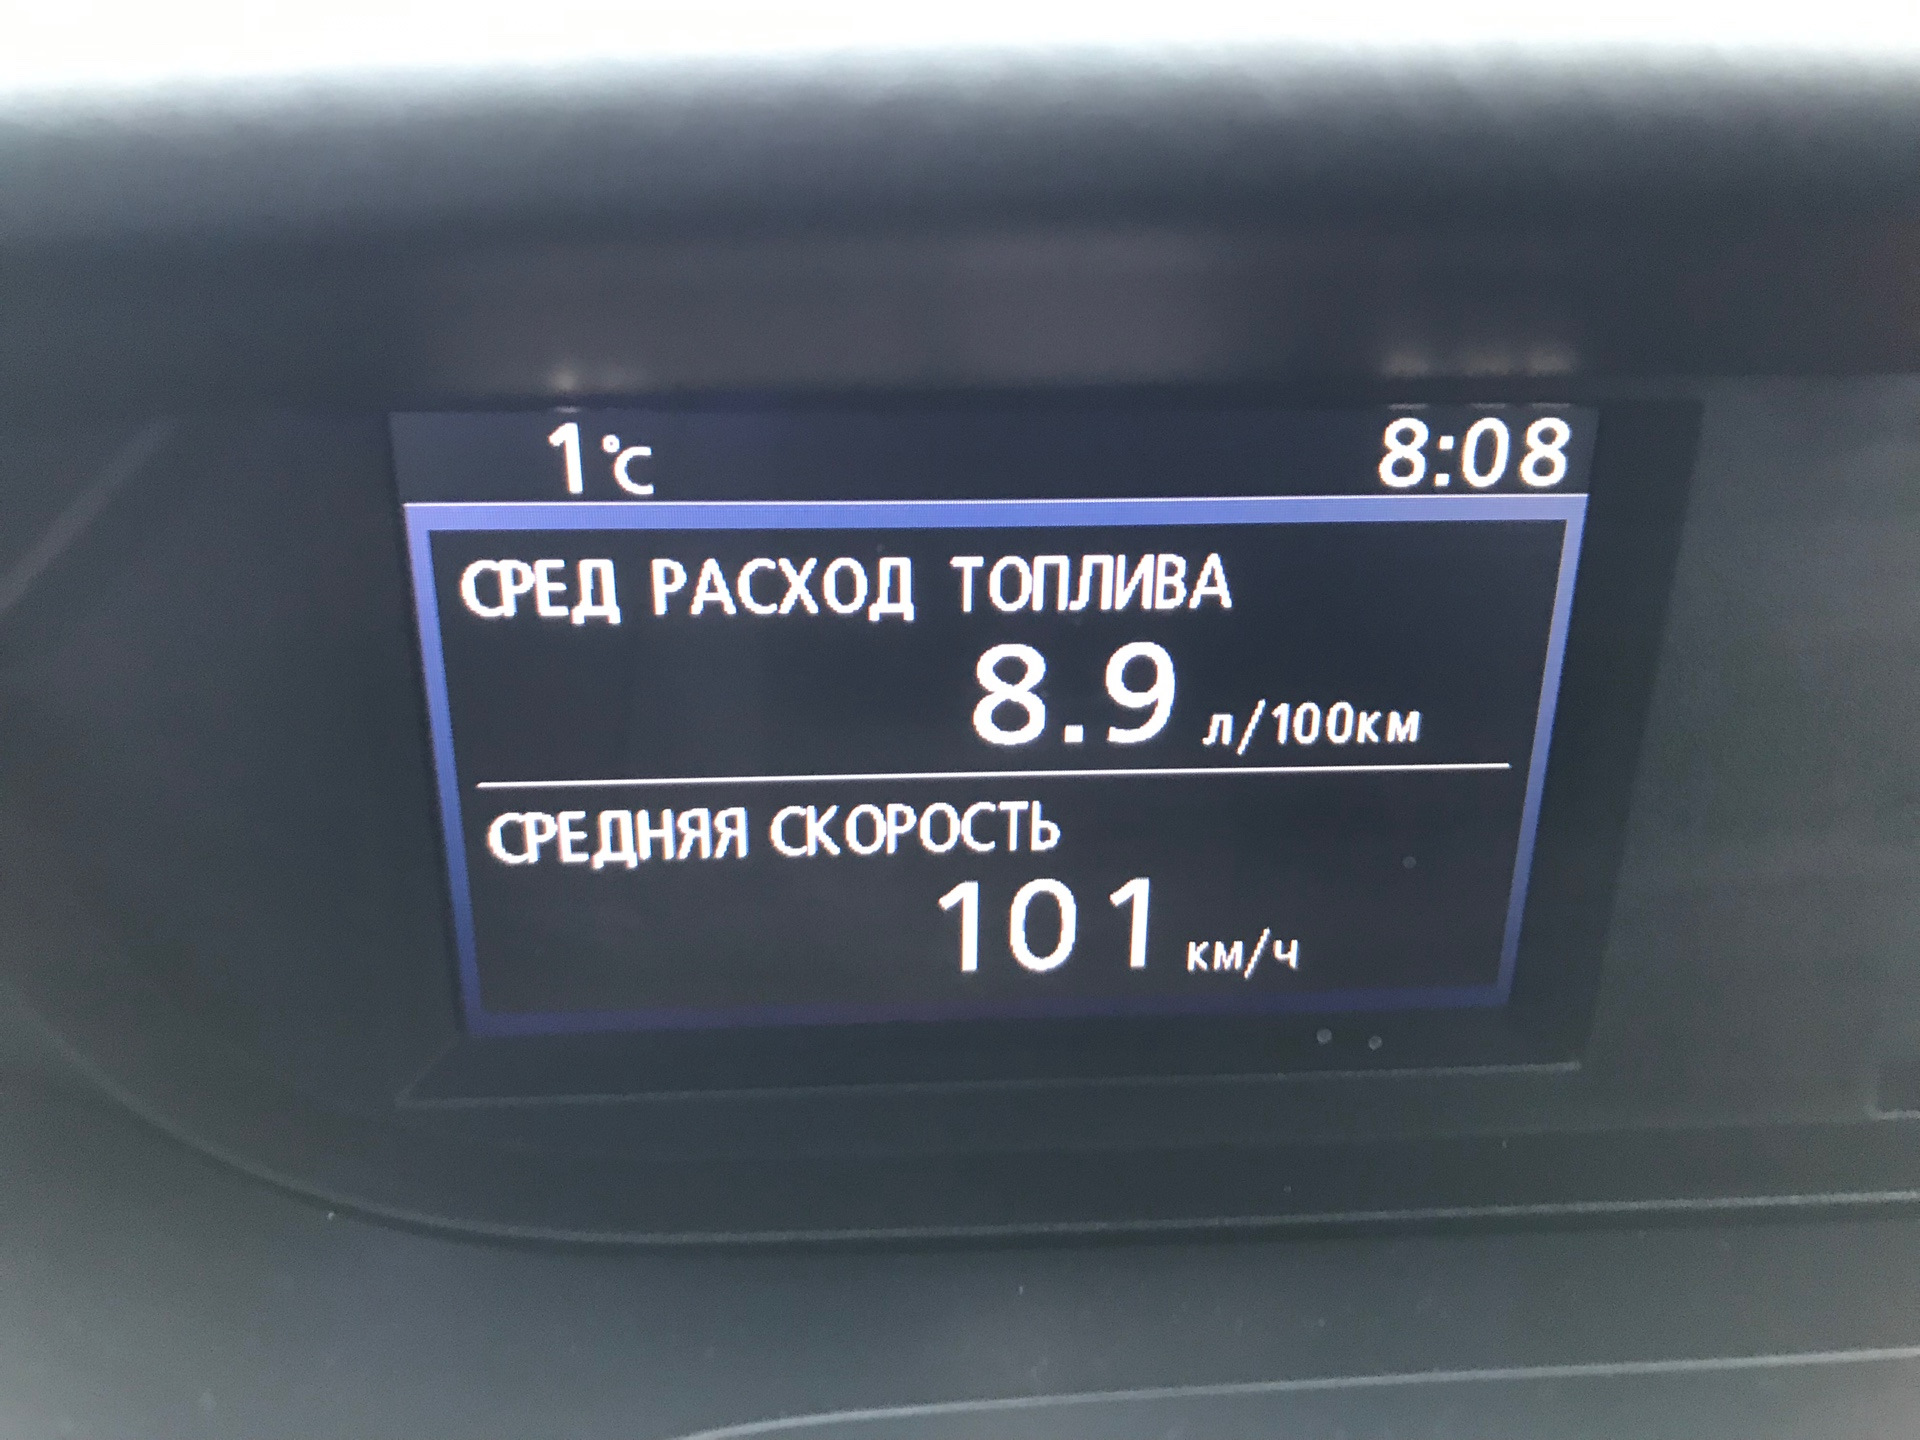 1°C 8:08
СРЕД РАСХОД ТОПЛИВА
8.9 л/100км
СРЕДНЯЯ СКОРОСТЬ
101 км/ч